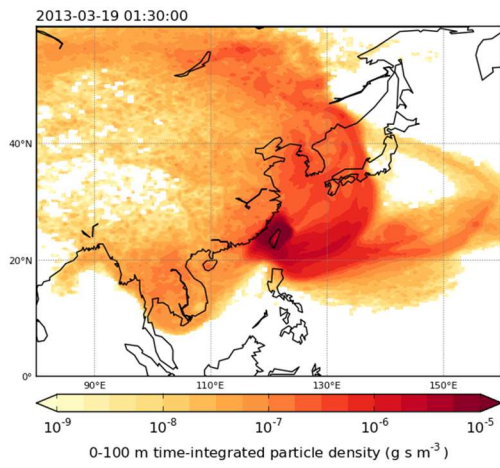 2013-03-19 01:30:00
40°N
20°N
0°
90°E
110°E
130°E
150°E
10⁻⁹
10⁻⁸
10⁻⁷
10⁻⁶
10⁻⁵
0-100 m time-integrated particle density (g s m⁻³)